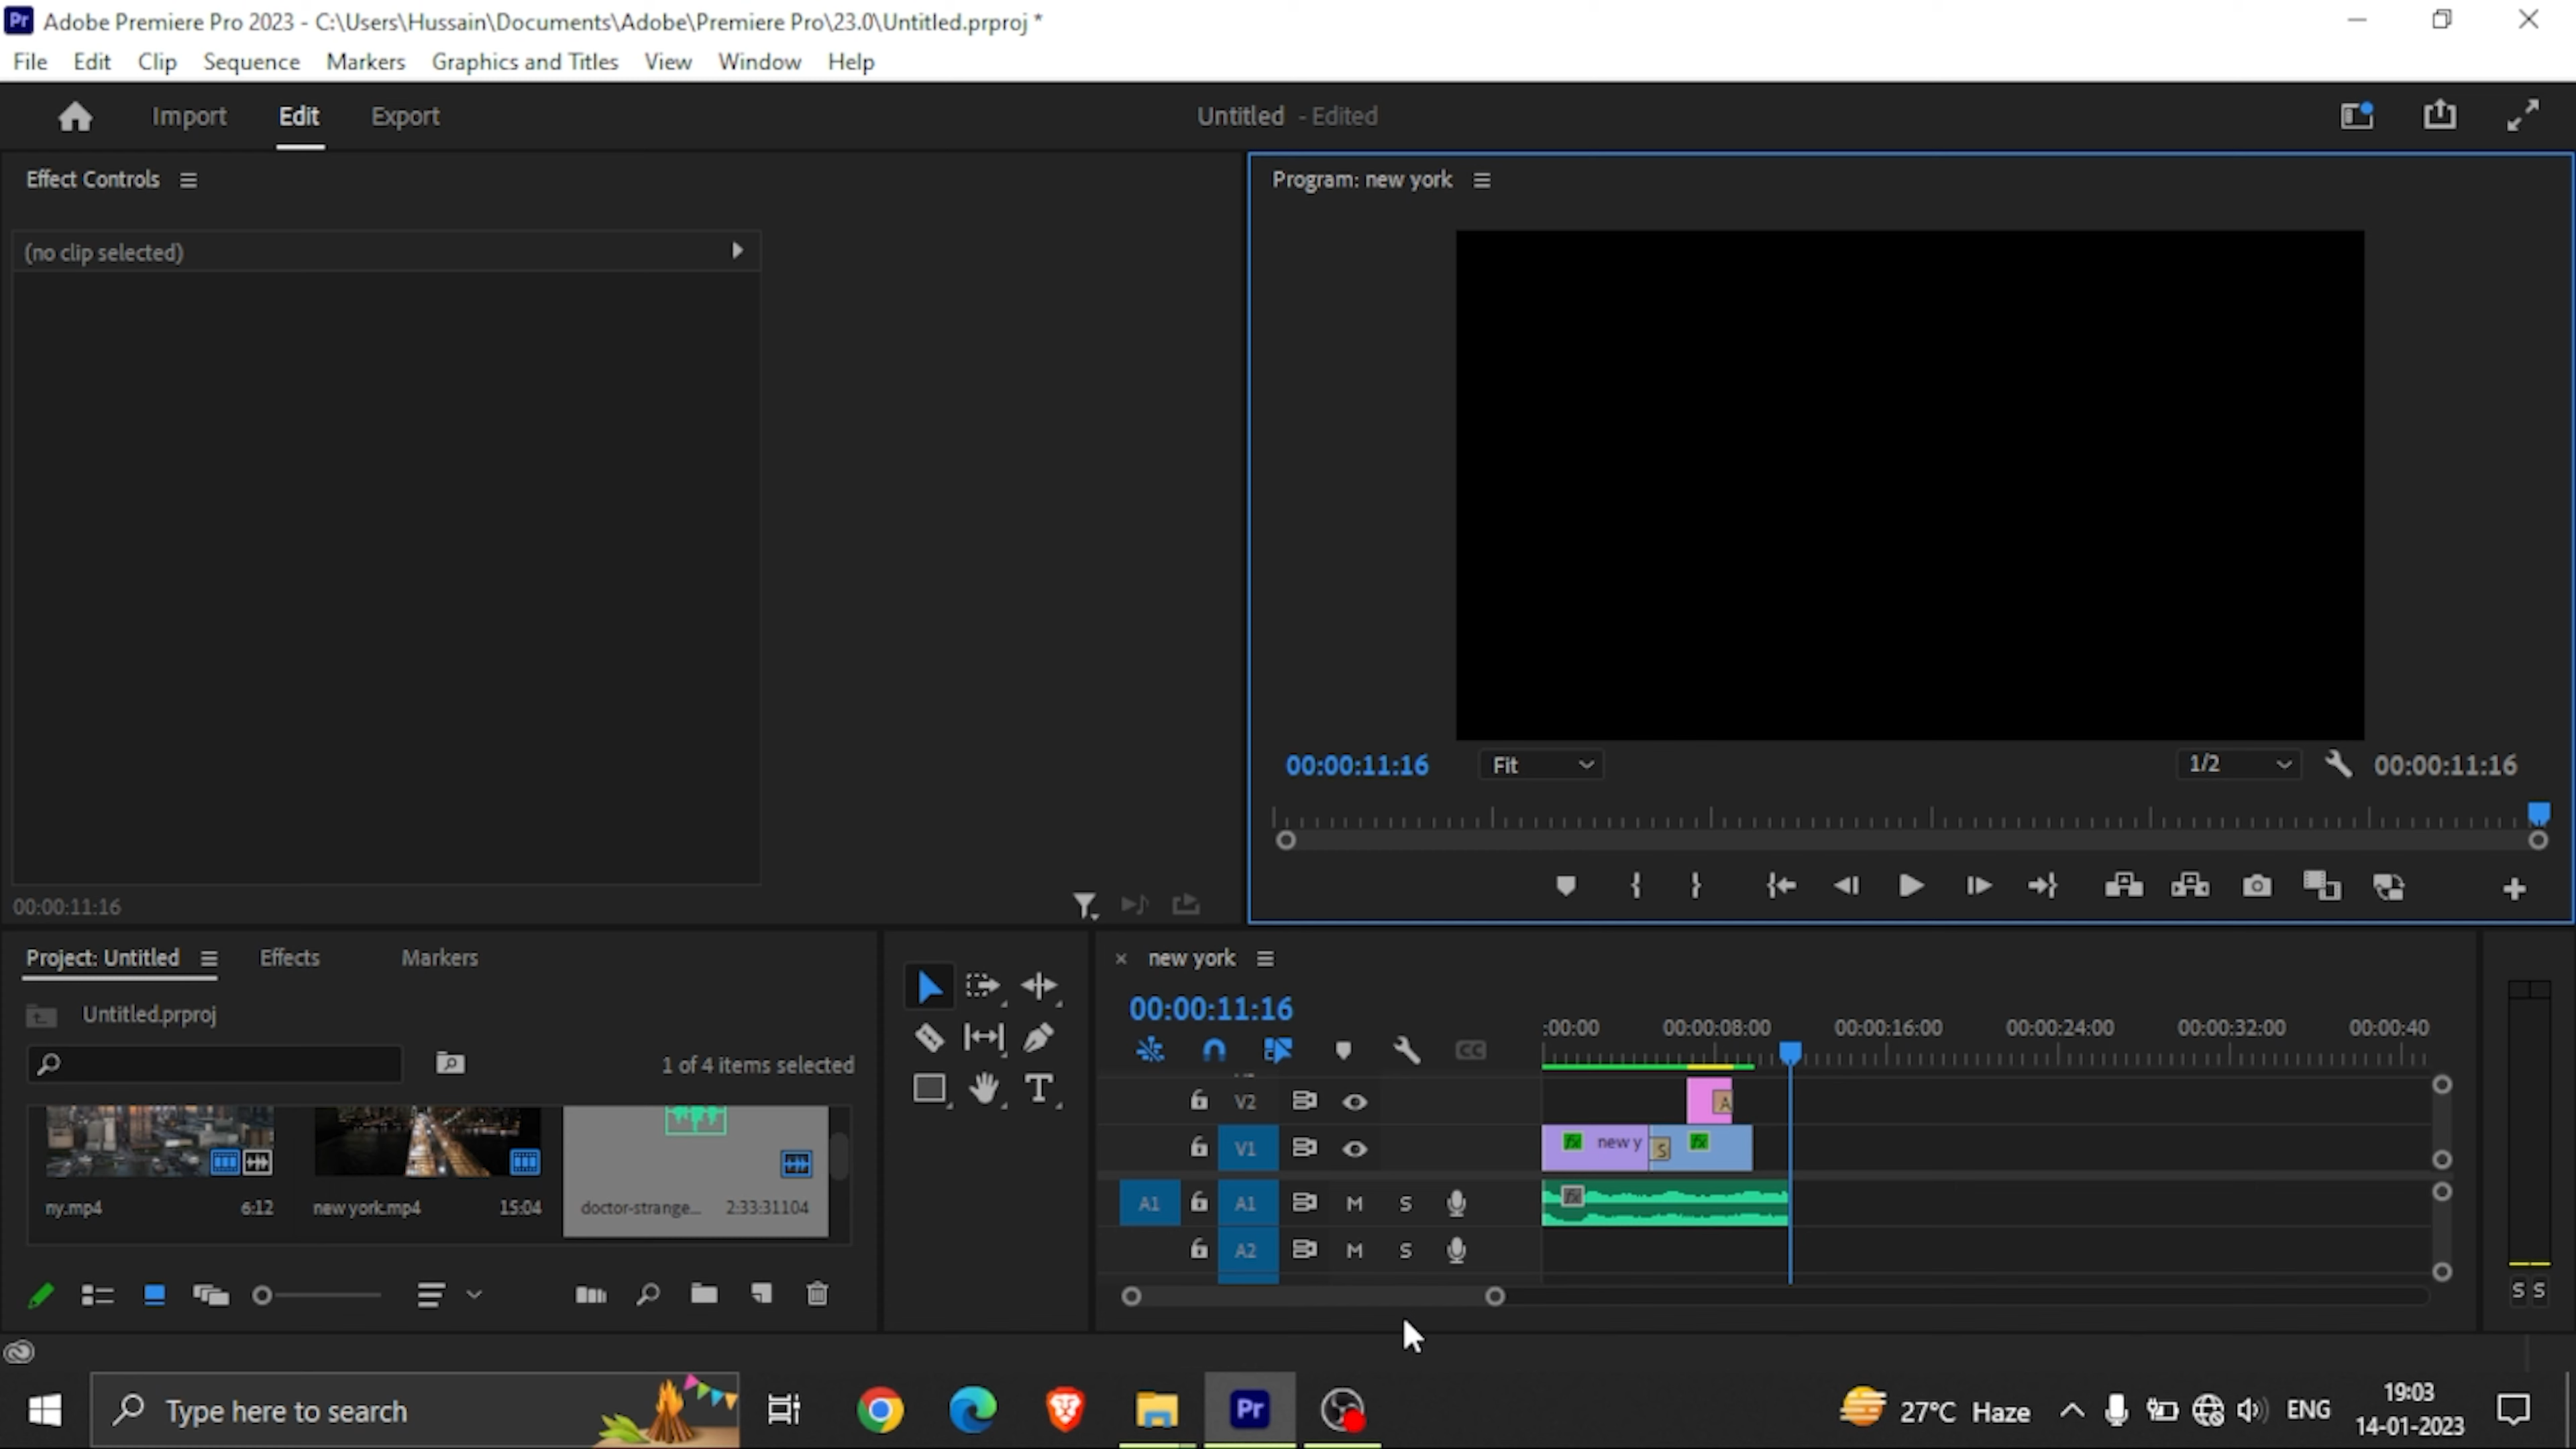 Pr Adobe Premiere Pro 2023 - C:\Users\Hussain\Documents\Adobe\Premiere Pro\23.0\Untitled.prproj *
File Edit Clip Sequence Markers Graphics and Titles View Window Help
Import Edit Export Untitled - Edited
Effect Controls
(no clip selected)
00:00:11:16
Program: new york
00:00:11:16 Fit 1/2 00:00:11:16
Project: Untitled Effects Markers
Untitled.prproj
1 of 4 items selected
ny.mp4 6:12 new york.mp4 15:04 doctor-strange... 2:33:31104
T
× new york
00:00:11:16
CC
:00:00 00:00:08:00 00:00:16:00 00:00:24:00 00:00:32:00 00:00:40
V2 A
V1 fx new y S fx
A1 A1 M S fx
A2 M S
S S
Type here to search
Pr
27°C Haze ENG 19:03
14-01-2023